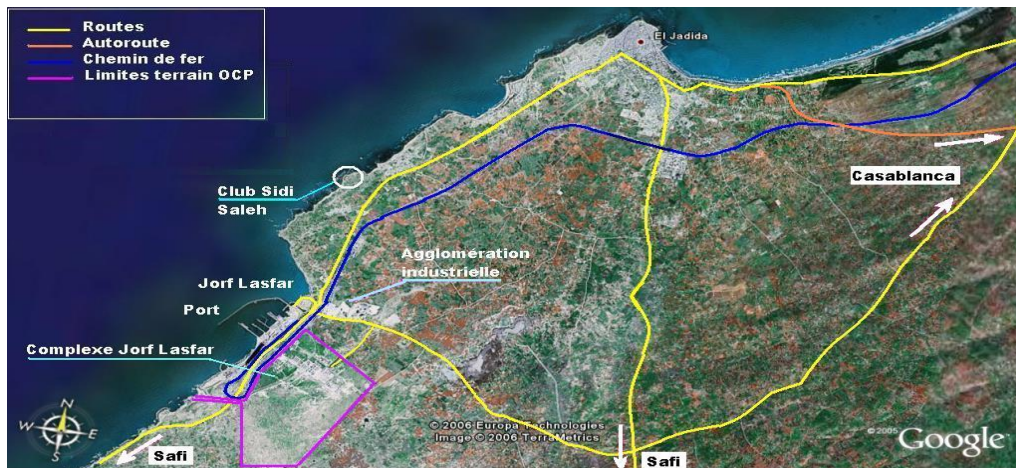 Routes
Autoroute
Chemin de fer
Limites terrain OCP
El Jadida
Club Sidi
Saleh
Casablanca
Agglomération
industrielle
Jorf Lasfar
Port
Complexe Jorf Lasfar
N
W E
S
Safi
© 2006 Europa Technologies
Image © 2006 TerraMetrics
© 2005 Google
Safi